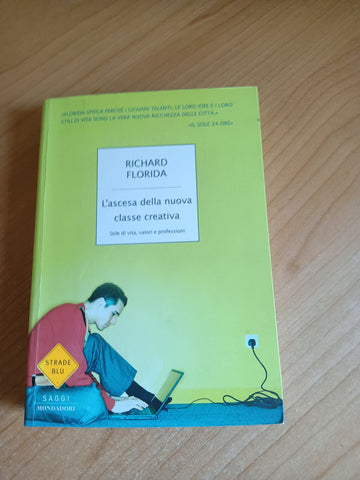 «FLORIDA SPIEGA PERCHÉ I GIOVANI TALENTI, LE LORO IDEE E I LORO
STILI DI VITA SONO LA VERA NUOVA RICCHEZZA DELLE CITTÀ.»
«IL SOLE 24 ORE»
RICHARD
FLORIDA
L'ascesa della nuova
classe creativa
Stile di vita, valori e professioni
STRADE
BLU
SAGGI
MONDADORI